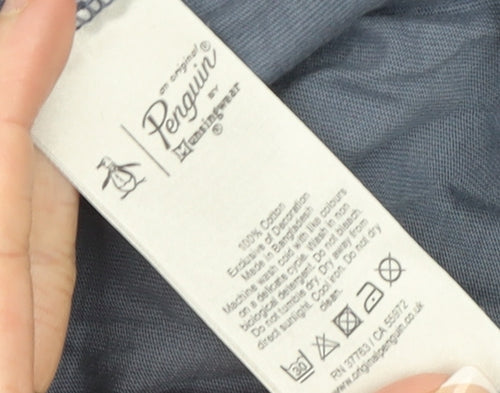 an original
Penguin®
BY
Munsingwear®
100% Cotton
Exclusive of Decoration
Made in Bangladesh
Machine wash cold with like colours
on a delicate cycle. Wash in non
biological detergent. Do not bleach.
Do not tumble dry. Dry away from
direct sunlight. Cool iron. Do not dry
clean.
30
RN 37763 / CA 55972
www.originalpenguin.co.uk